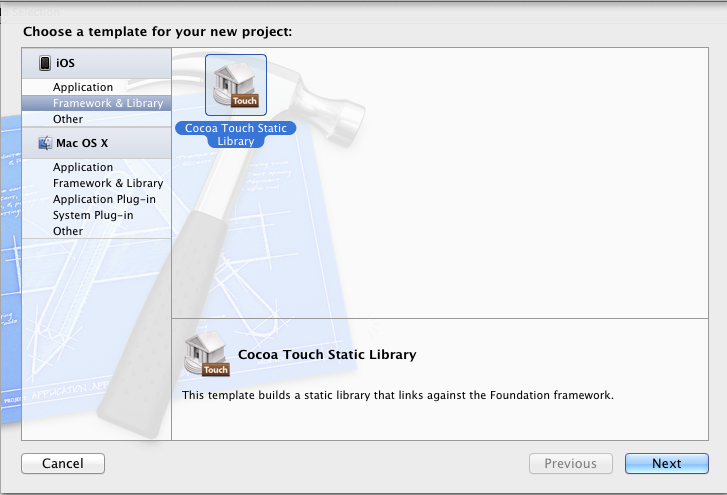 Choose a template for your new project:
iOS
Application
Framework & Library
Other
Mac OS X
Application
Framework & Library
Application Plug-in
System Plug-in
Other
Touch
Cocoa Touch Static
Library
Touch
Cocoa Touch Static Library
This template builds a static library that links against the Foundation framework.
Cancel
Previous
Next